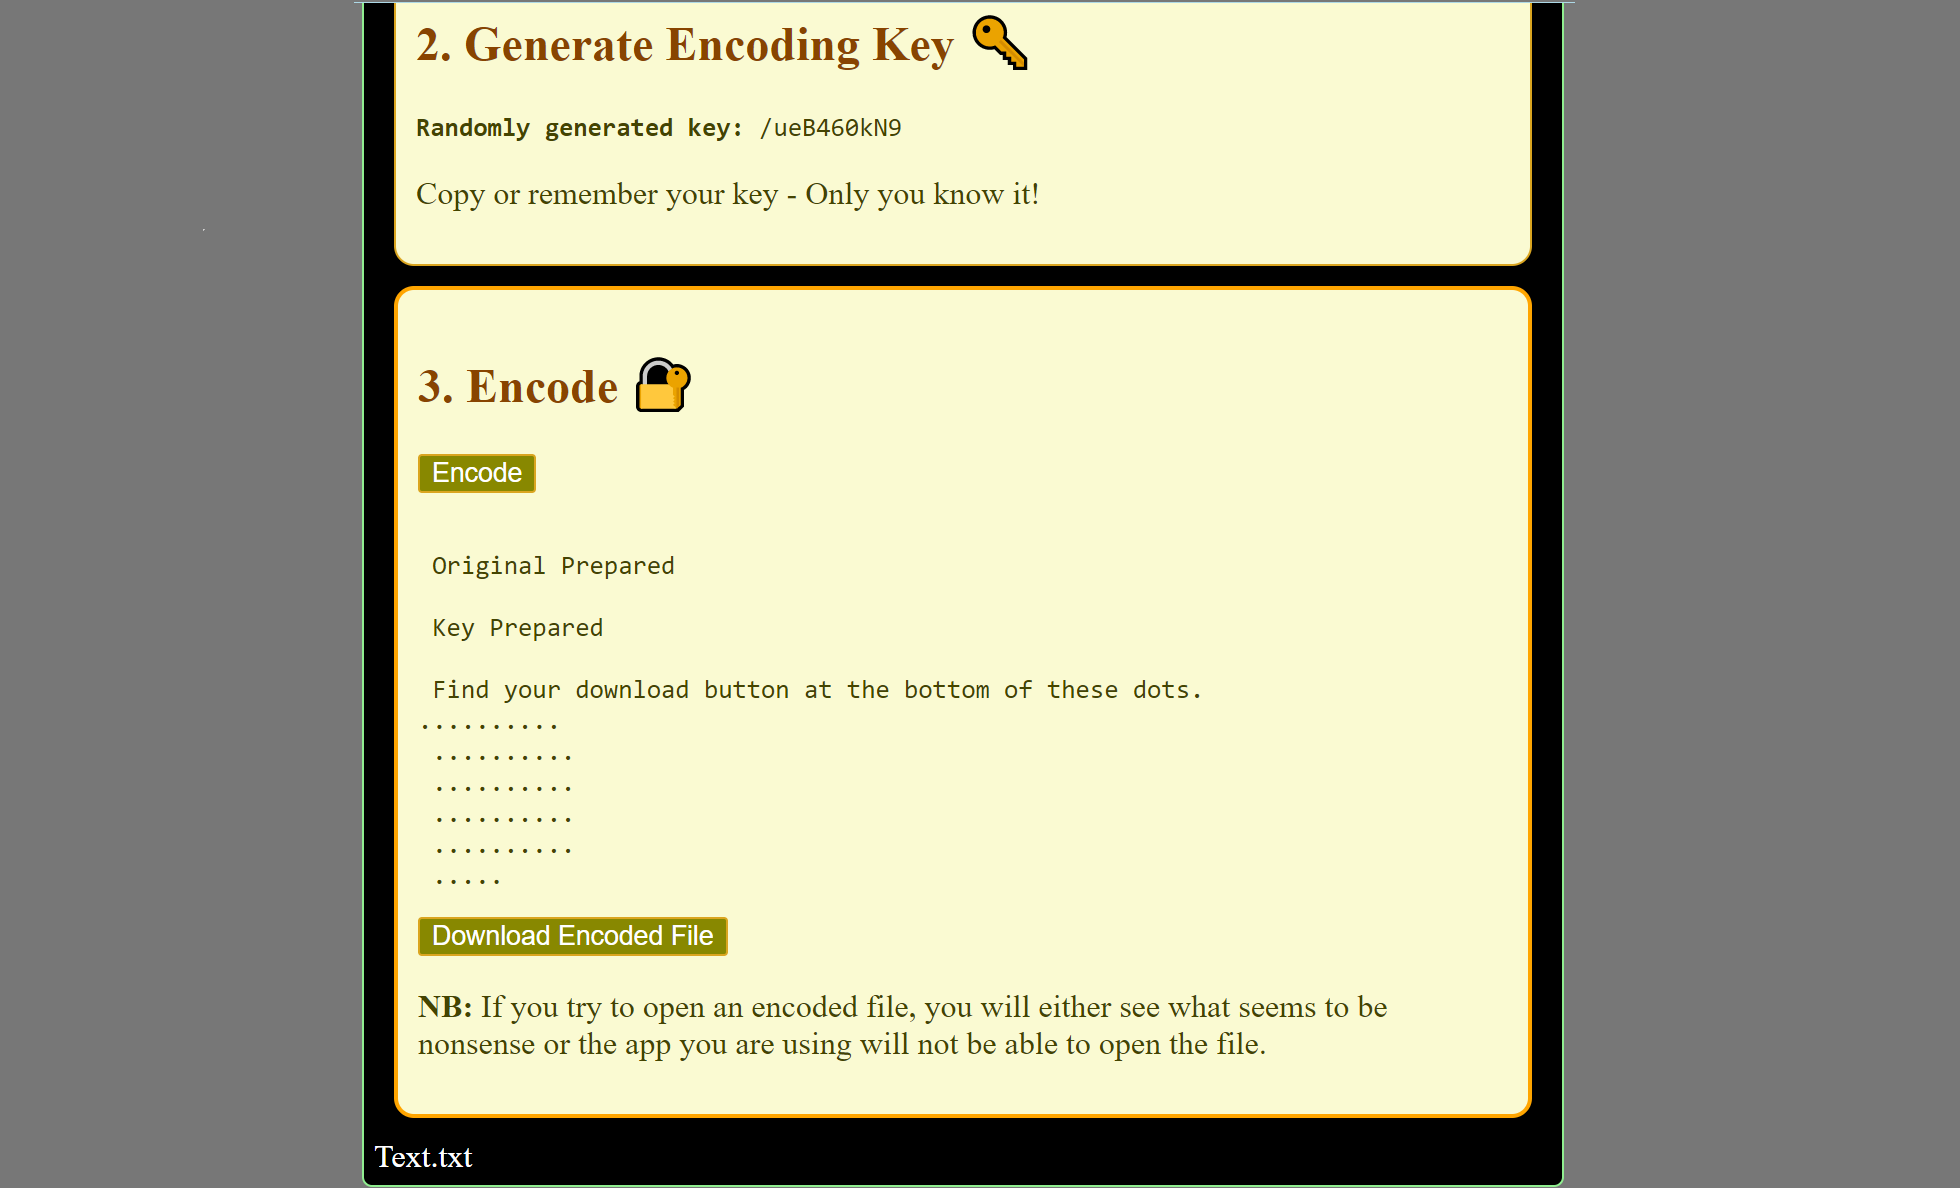 2. Generate Encoding Key
Randomly generated key: /ueB460kN9
Copy or remember your key - Only you know it!
3. Encode
Encode
Original Prepared
Key Prepared
Find your download button at the bottom of these dots.
..........
..........
..........
..........
..........
.....
Download Encoded File
NB: If you try to open an encoded file, you will either see what seems to be
nonsense or the app you are using will not be able to open the file.
Text.txt